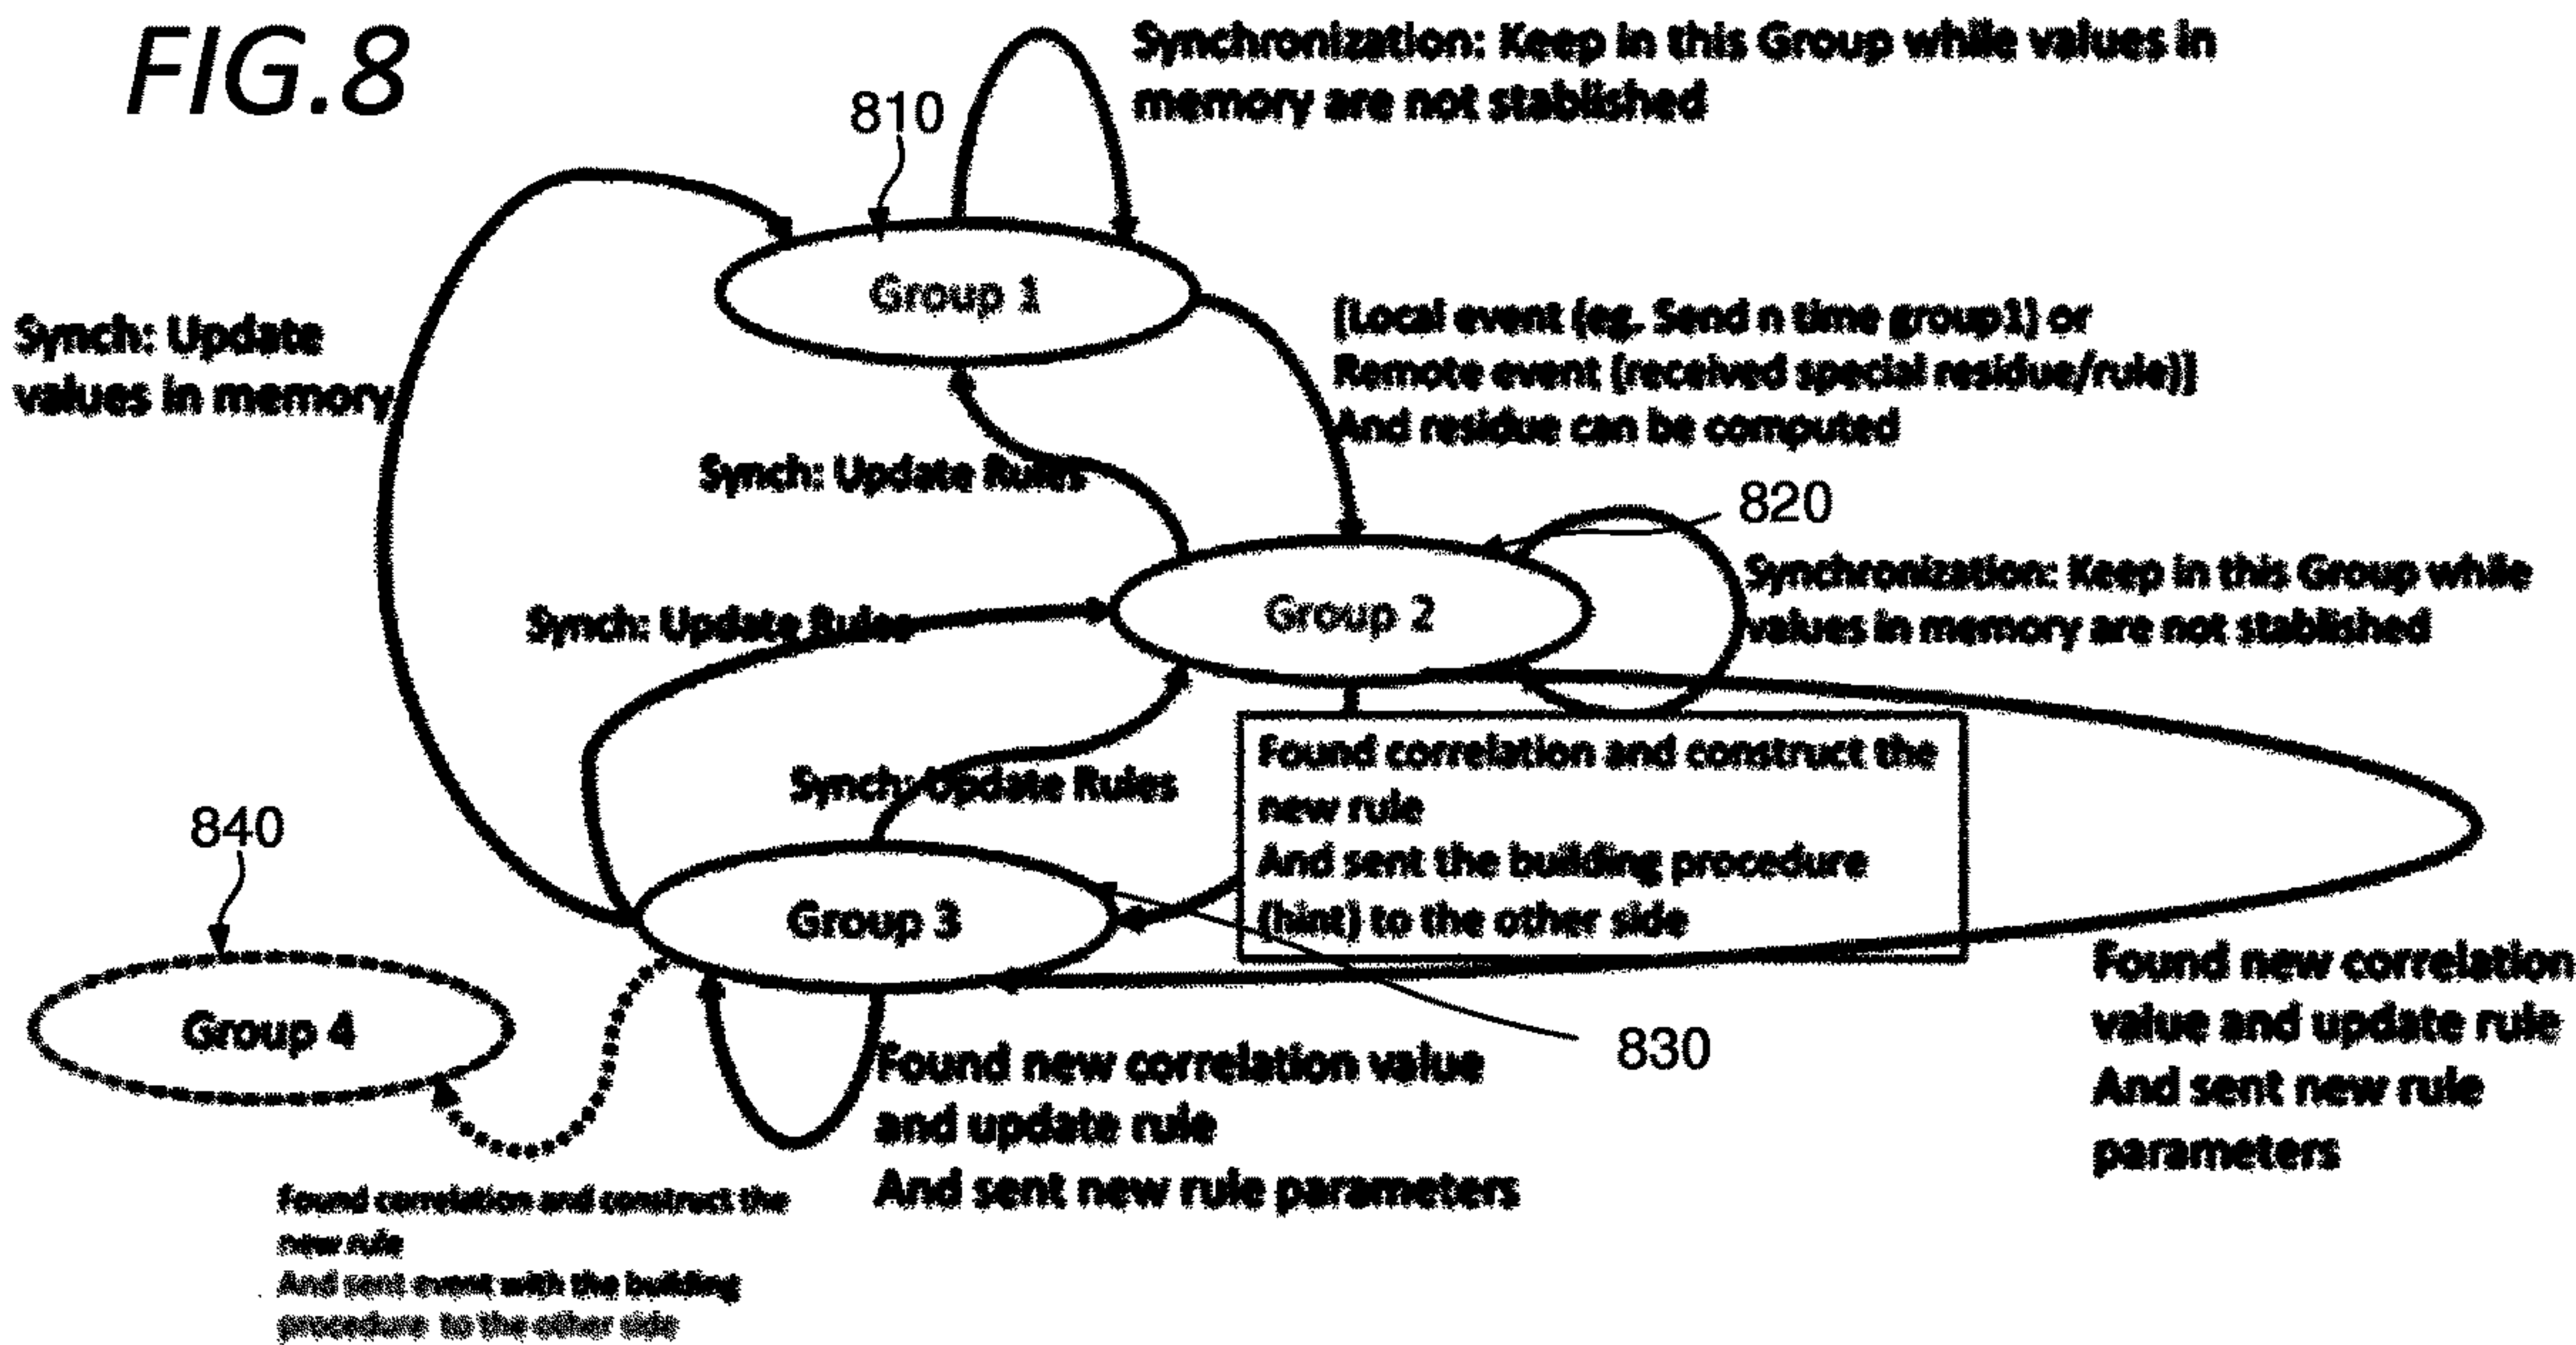 FIG.8
Synchronization: Keep in this Group while values in
memory are not stablished
810
Group 1
Synch: Update
values in memory
[Local event (eg. Send n time group1) or
Remote event (received special residue/rule)]
And residue can be computed
Synch: Update Rules
820
Synchronization: Keep in this Group while
values in memory are not stablished
Group 2
Synch: Update Rules
Found correlation and construct the
new rule
And sent the building procedure
(hint) to the other side
Synch: Update Rules
840
Group 3
Group 4
830
Found new correlation
value and update rule
And sent new rule
parameters
Found new correlation value
and update rule
And sent new rule parameters
Found correlation and construct the
new rule
And sent event with the building
procedure to the other side